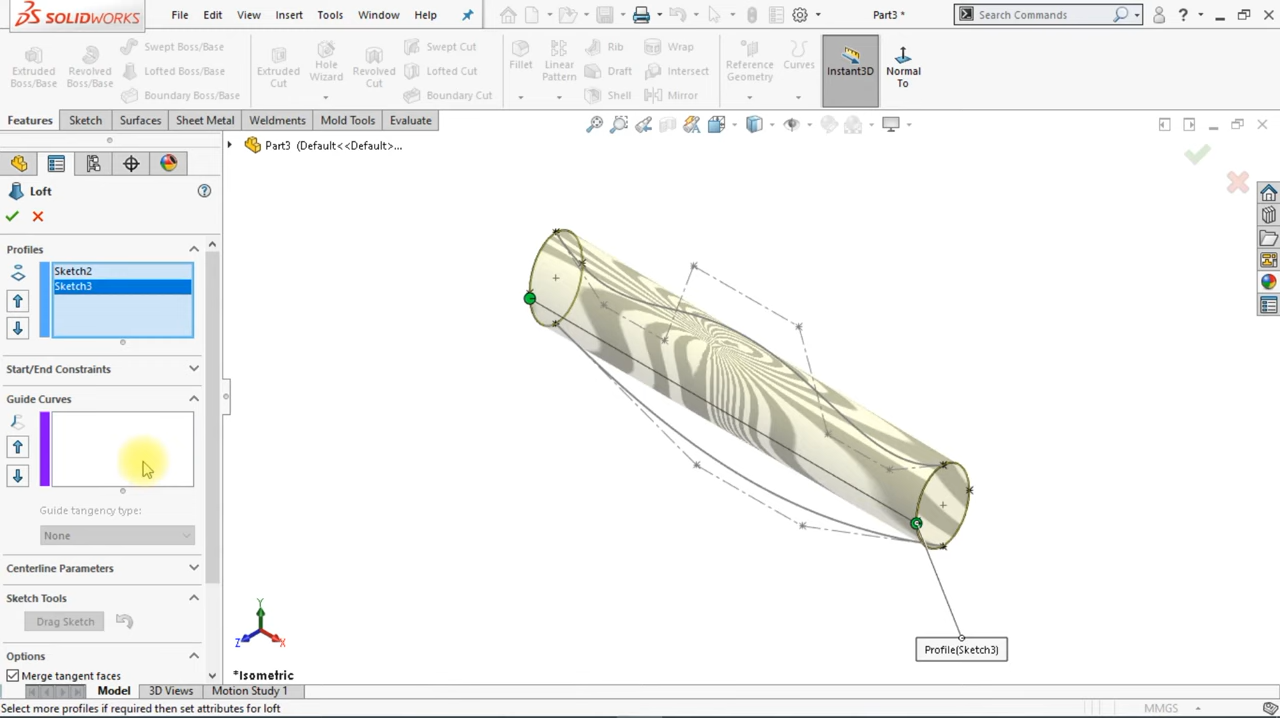 SOLIDWORKS File Edit View Insert Tools Window Help Part3 * Search Commands ?
Extruded Boss/Base
Revolved Boss/Base
Swept Boss/Base
Lofted Boss/Base
Boundary Boss/Base
Extruded Cut
Hole Wizard
Revolved Cut
Swept Cut
Lofted Cut
Boundary Cut
Fillet
Linear Pattern
Rib
Draft
Shell
Wrap
Intersect
Mirror
Reference Geometry
Curves
Instant3D
Normal To
Features Sketch Surfaces Sheet Metal Weldments Mold Tools Evaluate
Part3 (Default<<Default>...
Loft
Profiles
Sketch2
Sketch3
Start/End Constraints
Guide Curves
Guide tangency type:
None
Centerline Parameters
Sketch Tools
Drag Sketch
Options
Merge tangent faces
Profile(Sketch3)
Y
Z X
*Isometric
Model 3D Views Motion Study 1
Select more profiles if required then set attributes for loft MMGS